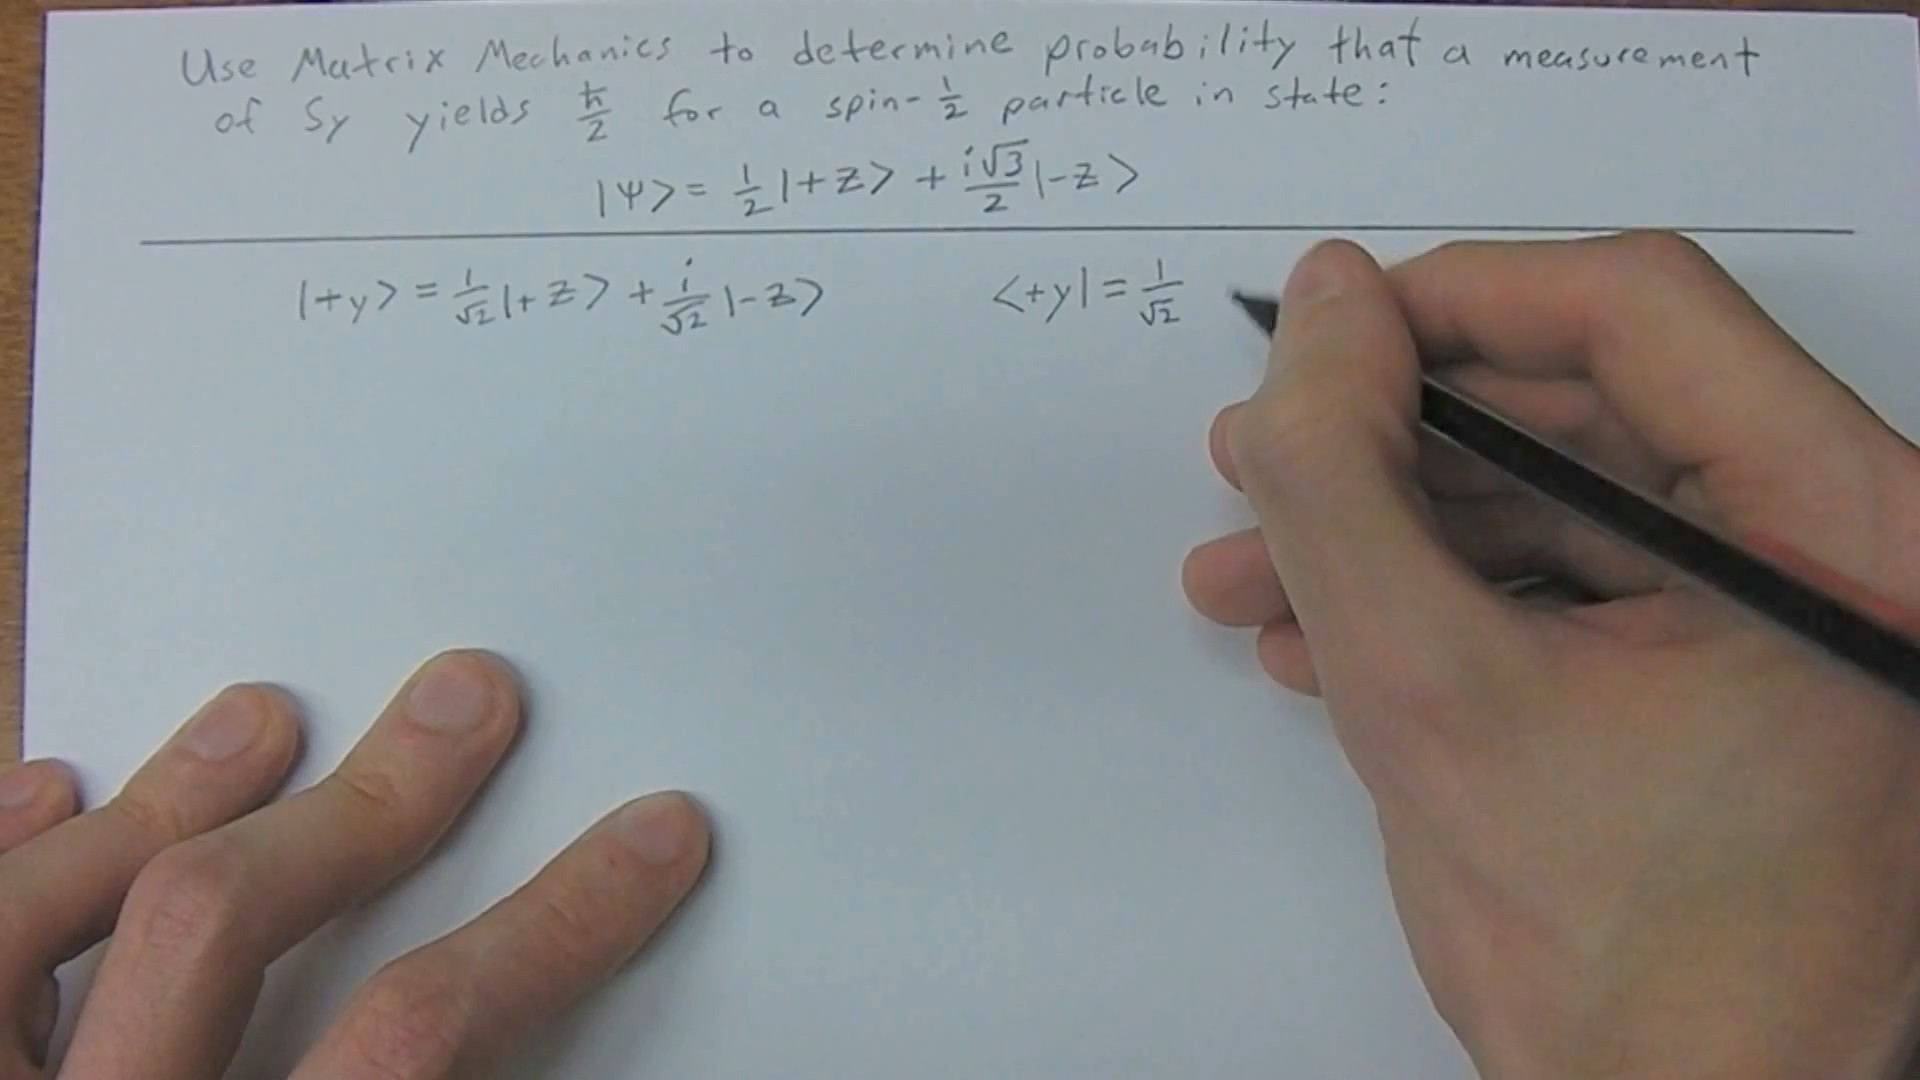 Use Matrix Mechanics to determine probability that a measurement
of Sy yields ħ/2 for a spin-1/2 particle in state:
|Ψ> = 1/2 |+z> + i√3/2 |-z>
|+y> = 1/√2 |+z> + i/√2 |-z> <+y| = 1/√2